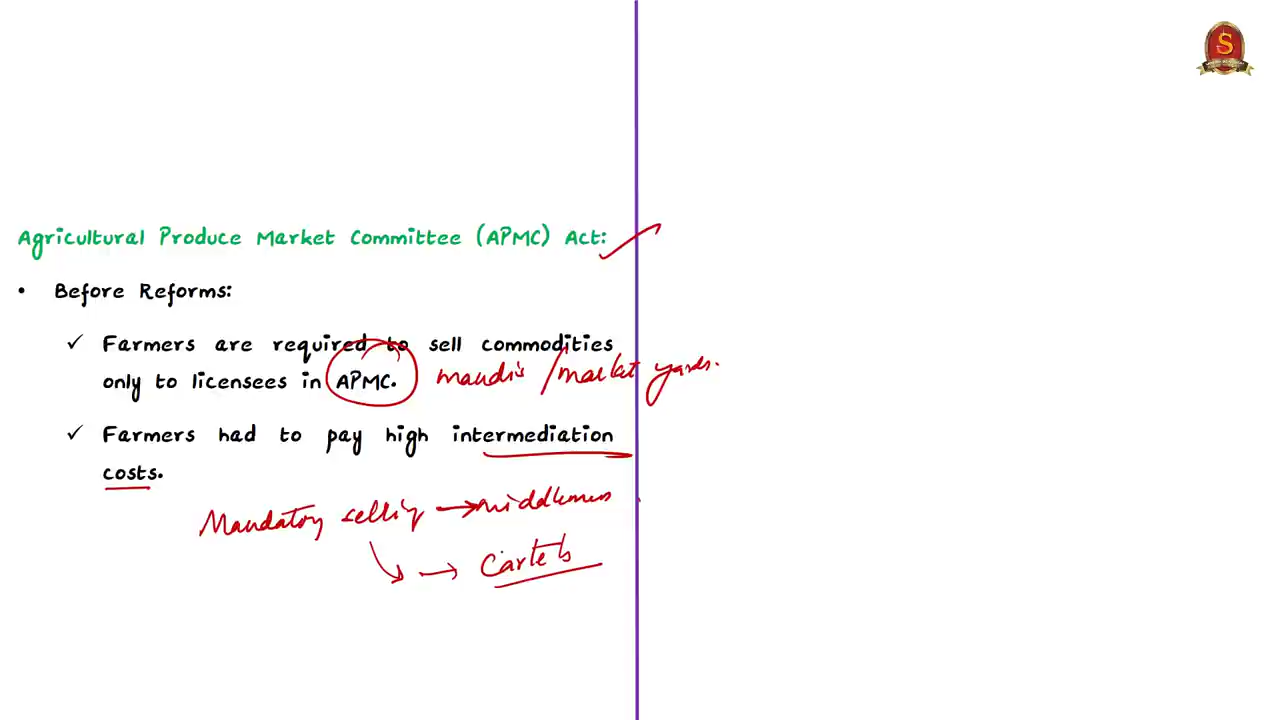 S
Agricultural Produce Market Committee (APMC) Act:
• Before Reforms:
✓ Farmers are required to sell commodities
only to licensees in APMC. mandis / market yards.
✓ Farmers had to pay high intermediation
costs.
Mandatory selling → middlemen
→ Cartels